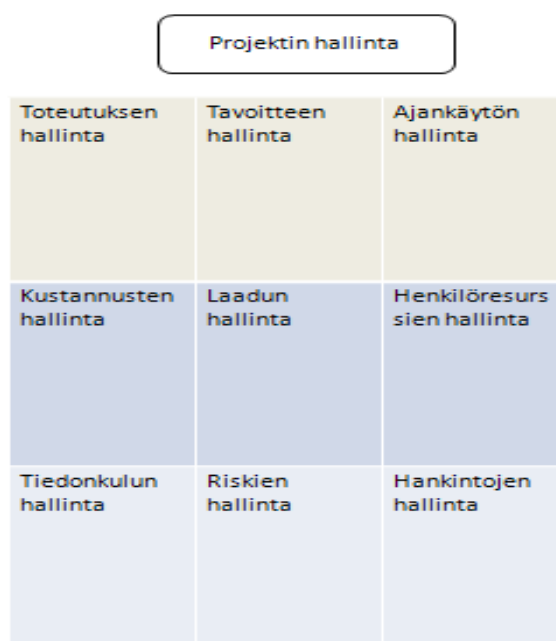 Projektin hallinta
Toteutuksen
hallinta
Tavoitteen
hallinta
Ajankäytön
hallinta
Kustannusten
hallinta
Laadun
hallinta
Henkilöresurs
sien hallinta
Tiedonkulun
hallinta
Riskien
hallinta
Hankintojen
hallinta